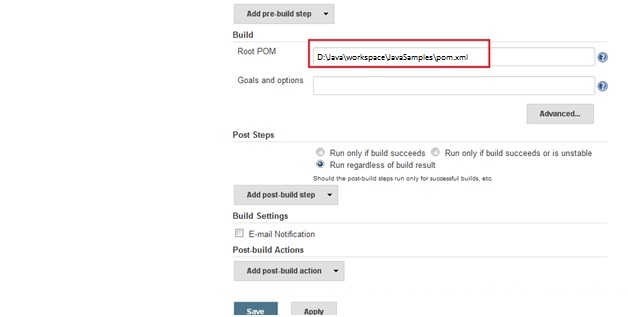 Add pre-build step
Build
Root POM
D:\Java\workspace\JavaSamples\pom.xml
Goals and options
Advanced...
Post Steps
Run only if build succeeds Run only if build succeeds or is unstable
Run regardless of build result
Should the post-build steps run only for successful builds, etc.
Add post-build step
Build Settings
E-mail Notification
Post-build Actions
Add post-build action
Save Apply